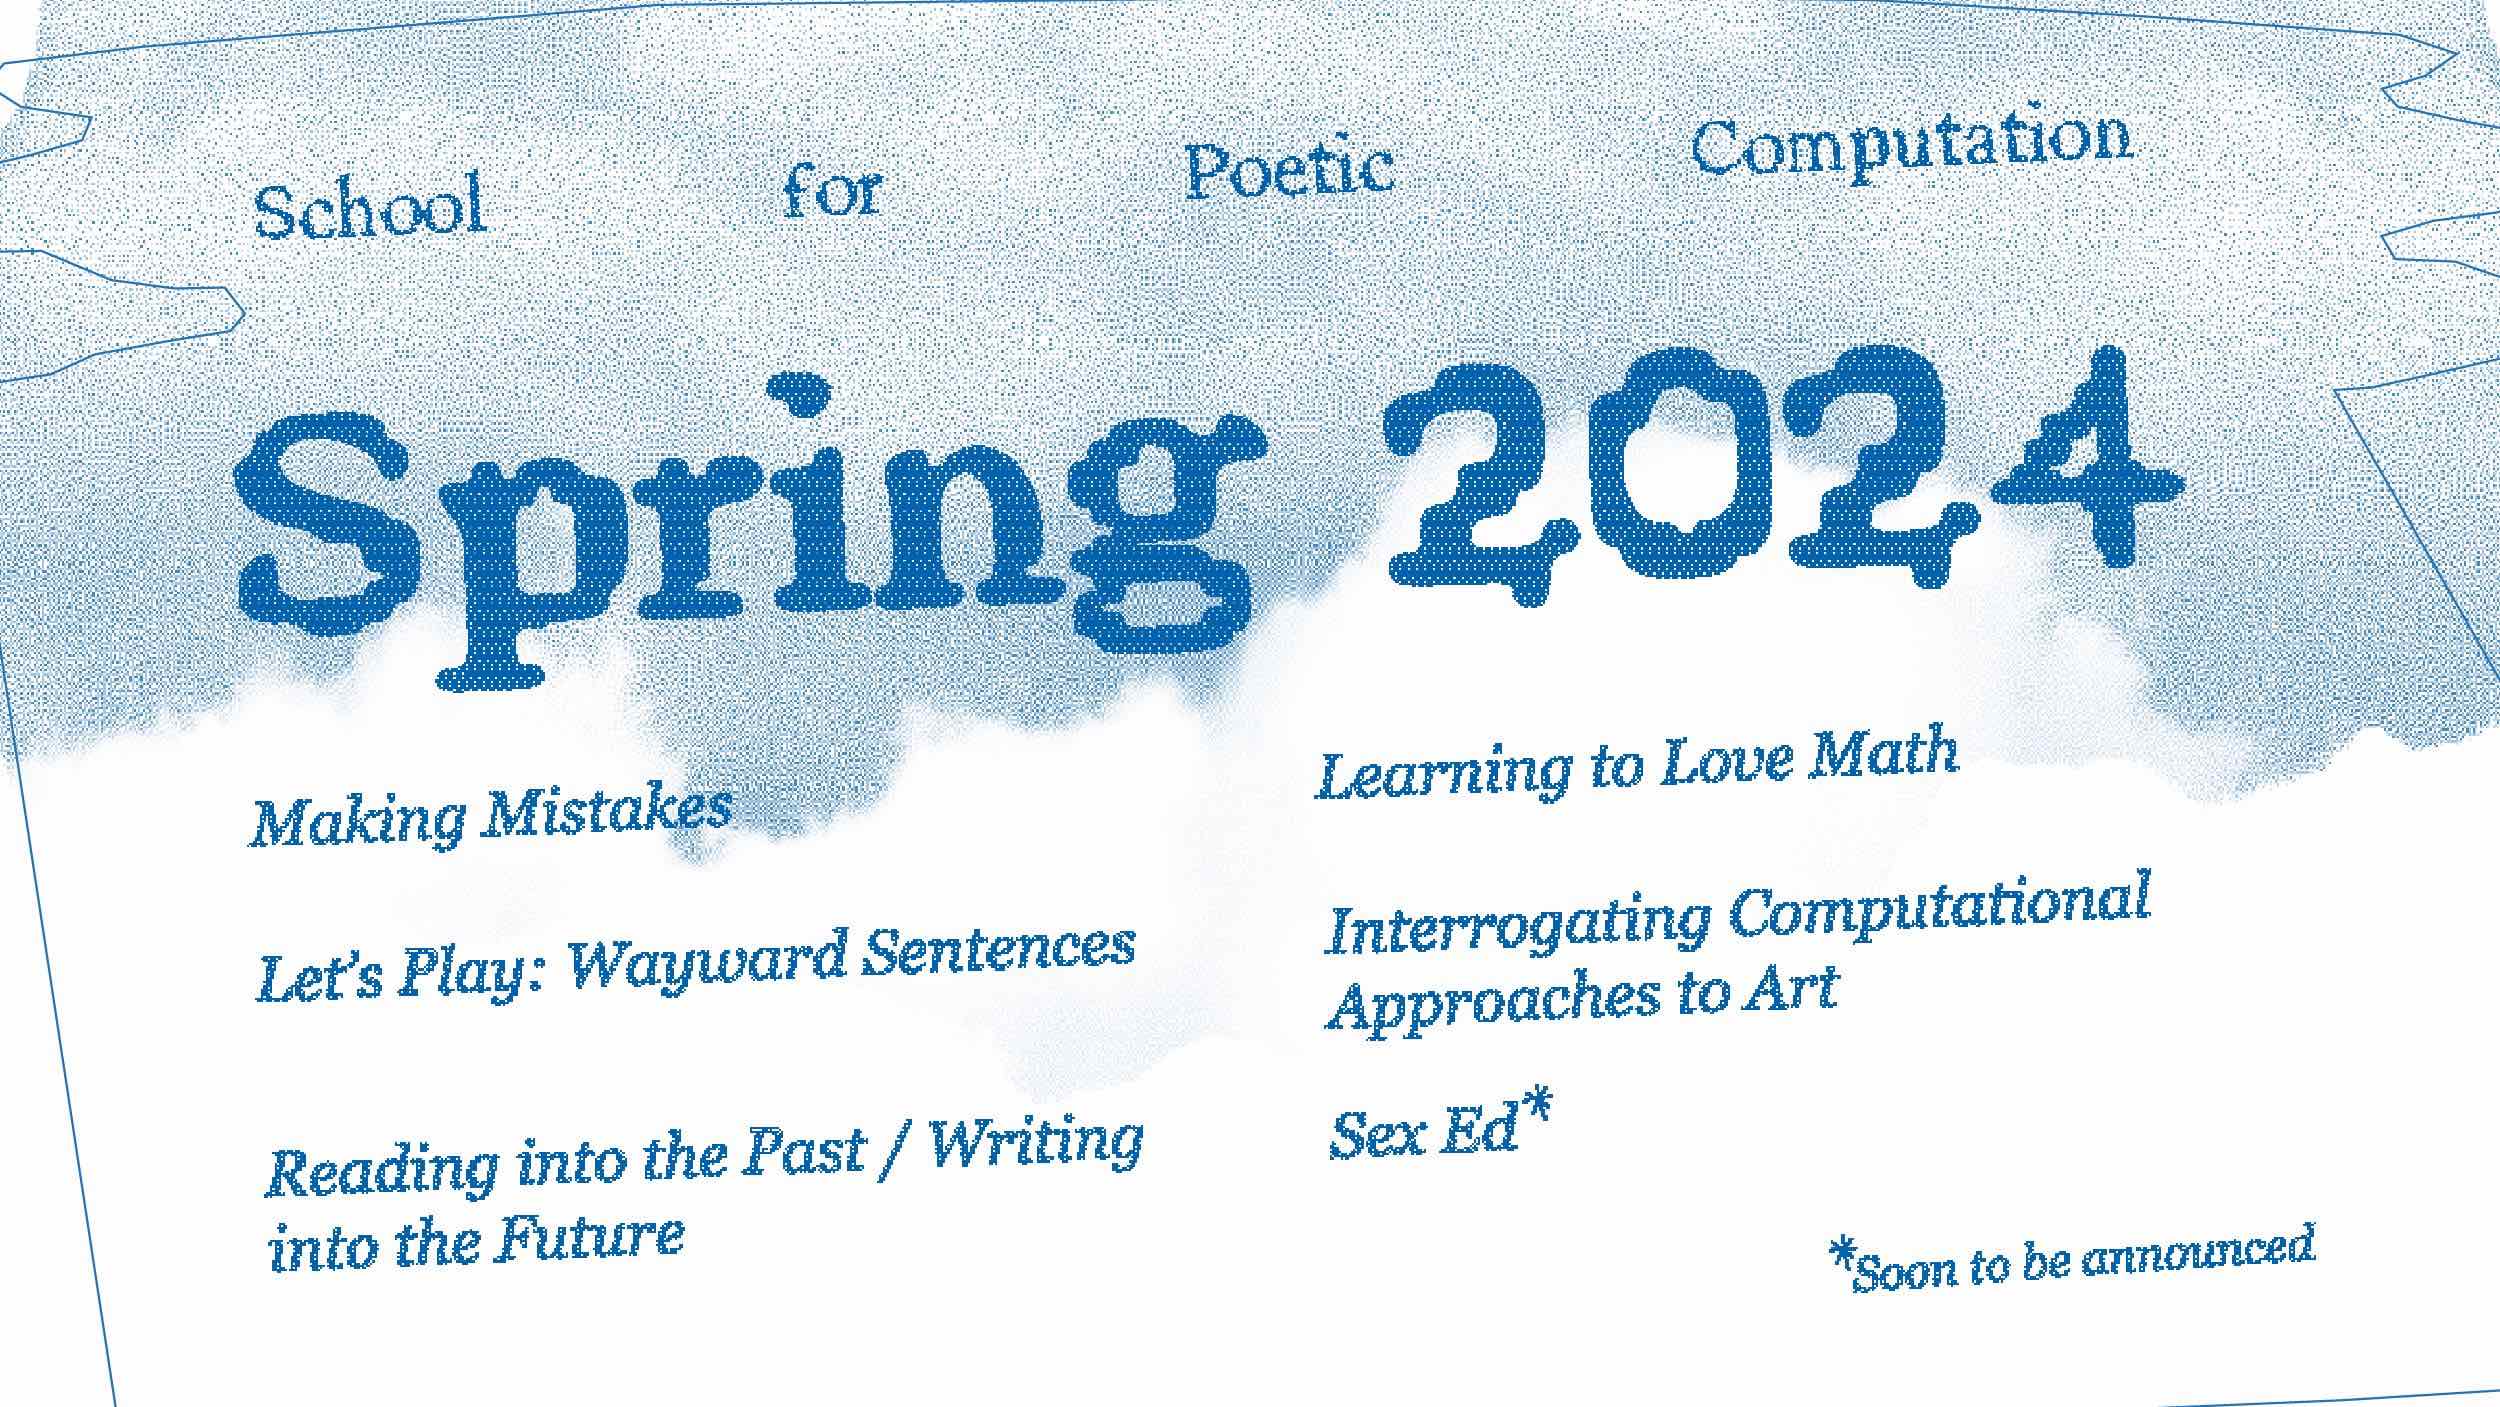 School for Poetic Computation
Spring 2024
Making Mistakes
Let's Play: Wayward Sentences
Reading into the Past / Writing
into the Future
Learning to Love Math
Interrogating Computational
Approaches to Art
Sex Ed*
*Soon to be announced